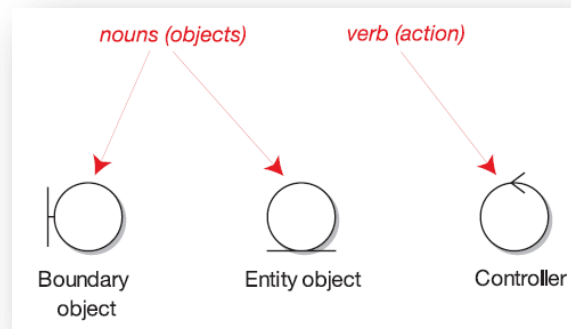 nouns (objects)
verb (action)
Boundary
object
Entity object
Controller